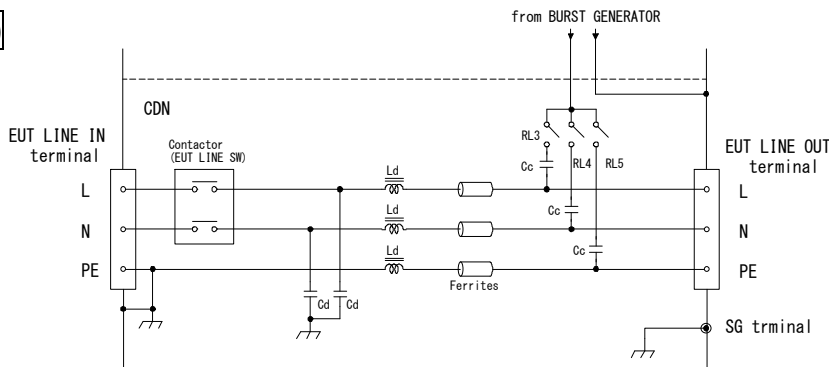 from BURST GENERATOR
CDN
EUT LINE IN
terminal
Contactor
(EUT LINE SW)
RL3
RL4
RL5
EUT LINE OUT
terminal
Ld
Cc
L
L
Ld
Cc
N
N
Ld
Cc
PE
PE
Ferrites
Cd
Cd
SG trminal